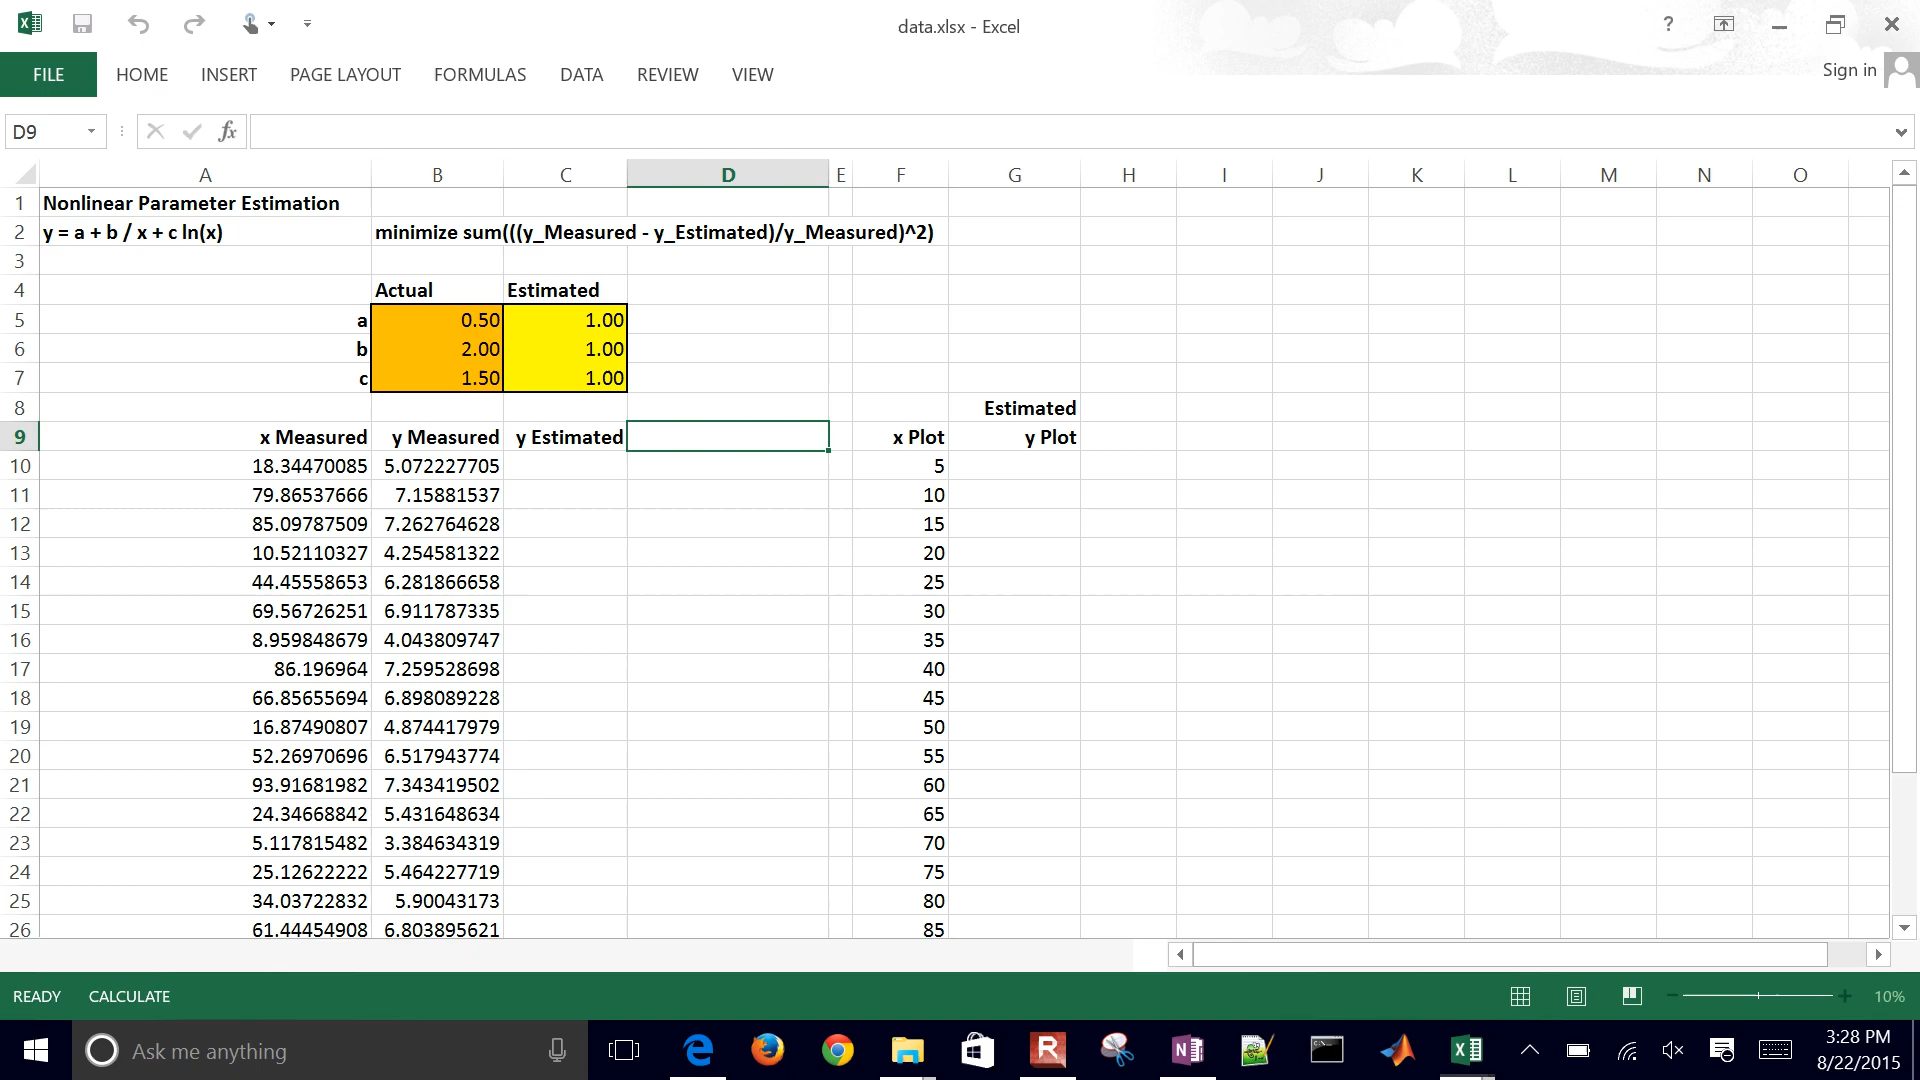 data.xlsx - Excel
?
FILE HOME INSERT PAGE LAYOUT FORMULAS DATA REVIEW VIEW
Sign in
D9 fx
A B C D E F G H I J K L M N O
1 Nonlinear Parameter Estimation
2 y = a + b / x + c ln(x) minimize sum(((y_Measured - y_Estimated)/y_Measured)^2)
3
4 Actual Estimated
5 a 0.50 1.00
6 b 2.00 1.00
7 c 1.50 1.00
8 Estimated
9 x Measured y Measured y Estimated x Plot y Plot
10 18.34470085 5.072227705 5
11 79.86537666 7.15881537 10
12 85.09787509 7.262764628 15
13 10.52110327 4.254581322 20
14 44.45558653 6.281866658 25
15 69.56726251 6.911787335 30
16 8.959848679 4.043809747 35
17 86.196964 7.259528698 40
18 66.85655694 6.898089228 45
19 16.87490807 4.874417979 50
20 52.26970696 6.517943774 55
21 93.91681982 7.343419502 60
22 24.34668842 5.431648634 65
23 5.117815482 3.384634319 70
24 25.12622222 5.464227719 75
25 34.03722832 5.90043173 80
26 61.44454908 6.803895621 85
READY CALCULATE 10%
Ask me anything
3:28 PM
8/22/2015